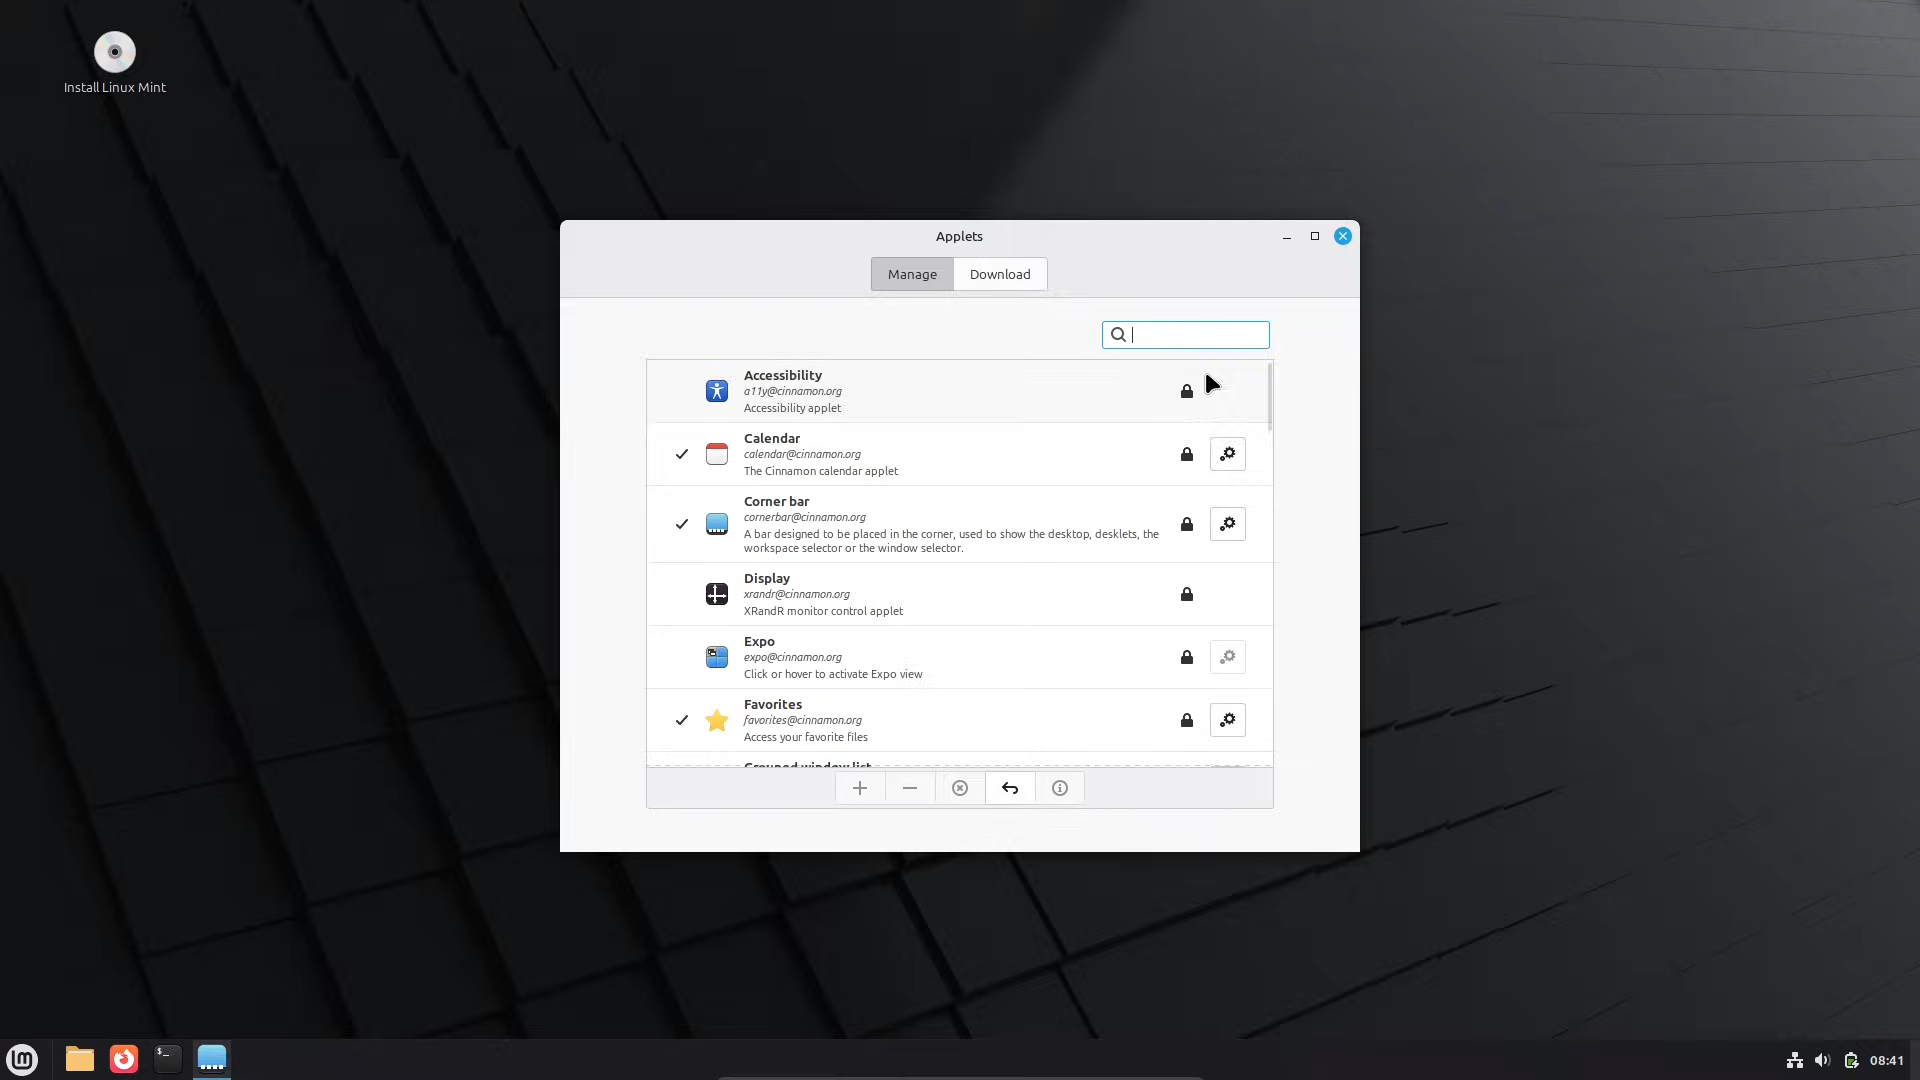 Install Linux Mint
Applets
Manage
Download
Accessibility
a11y@cinnamon.org
Accessibility applet
Calendar
calendar@cinnamon.org
The Cinnamon calendar applet
Corner bar
cornerbar@cinnamon.org
A bar designed to be placed in the corner, used to show the desktop, desklets, the
workspace selector or the window selector.
Display
xrandr@cinnamon.org
XRandR monitor control applet
Expo
expo@cinnamon.org
Click or hover to activate Expo view
Favorites
favorites@cinnamon.org
Access your favorite files
Grouped window list
08:41